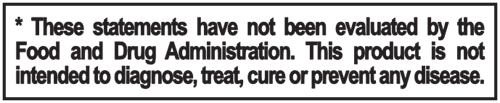 * These statements have not been evaluated by the
Food and Drug Administration. This product is not
intended to diagnose, treat, cure or prevent any disease.